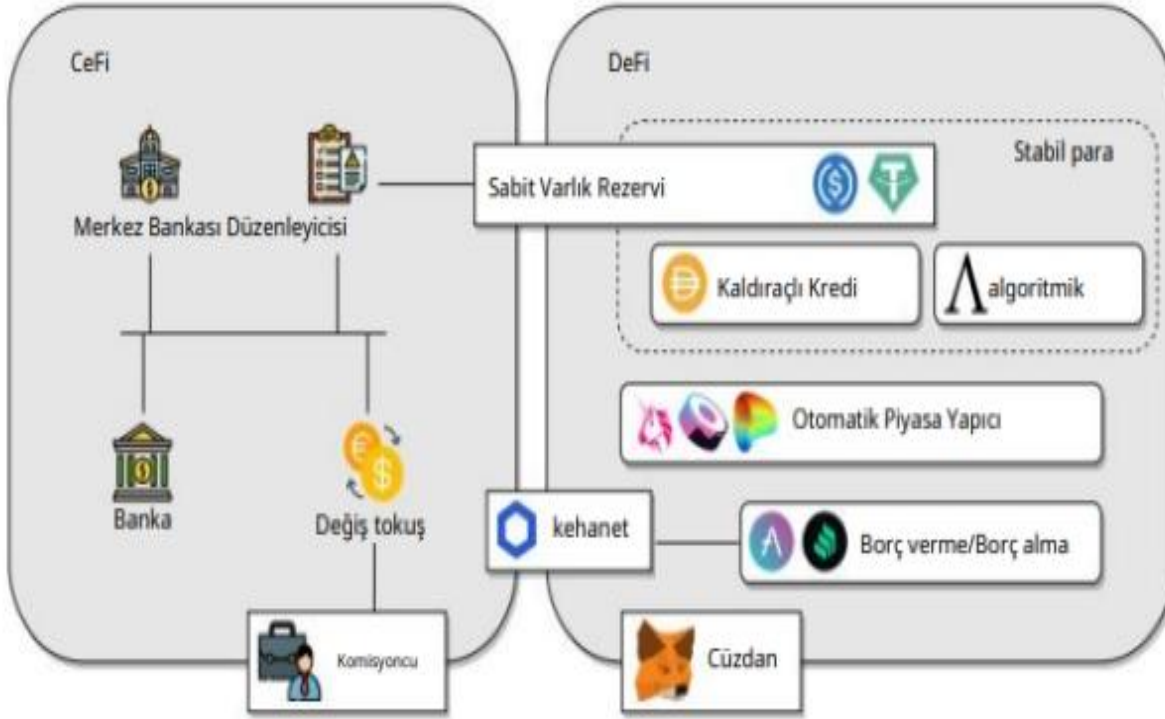 CeFi
DeFi
Stabil para
Sabit Varlık Rezervi
Merkez Bankası Düzenleyicisi
Kaldıraçlı Kredi
algoritmik
Otomatik Piyasa Yapıcı
Banka
Değiş tokuş
kehanet
Borç verme/Borç alma
Komisyoncu
Cüzdan